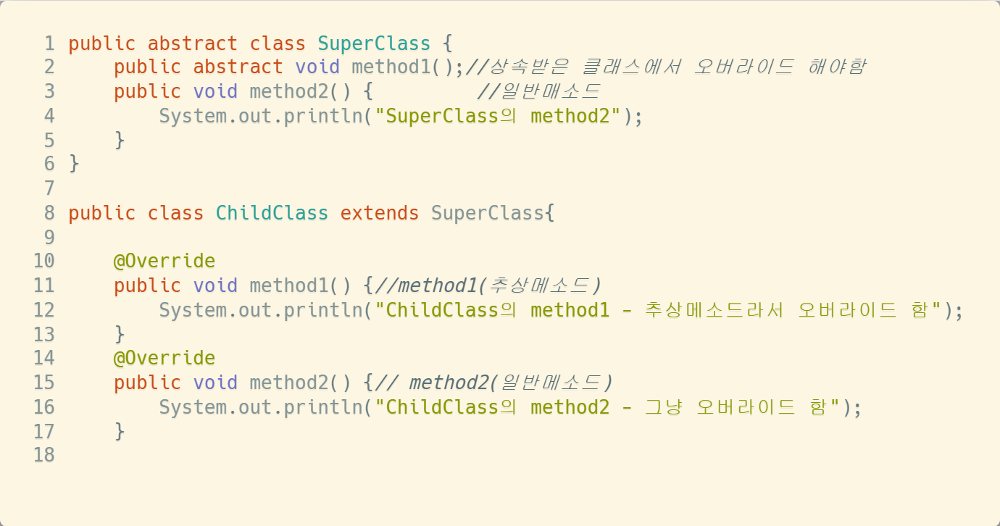 1 public abstract class SuperClass {
2     public abstract void method1();//상속받은 클래스에서 오버라이드 해야함
3     public void method2() {         //일반매소드
4         System.out.println("SuperClass의 method2");
5     }
6 }
7
8 public class ChildClass extends SuperClass{
9
10     @Override
11     public void method1() {//method1(추상메소드)
12         System.out.println("ChildClass의 method1 - 추상메소드라서 오버라이드 함");
13     }
14     @Override
15     public void method2() {// method2(일반메소드)
16         System.out.println("ChildClass의 method2 - 그냥 오버라이드 함");
17     }
18